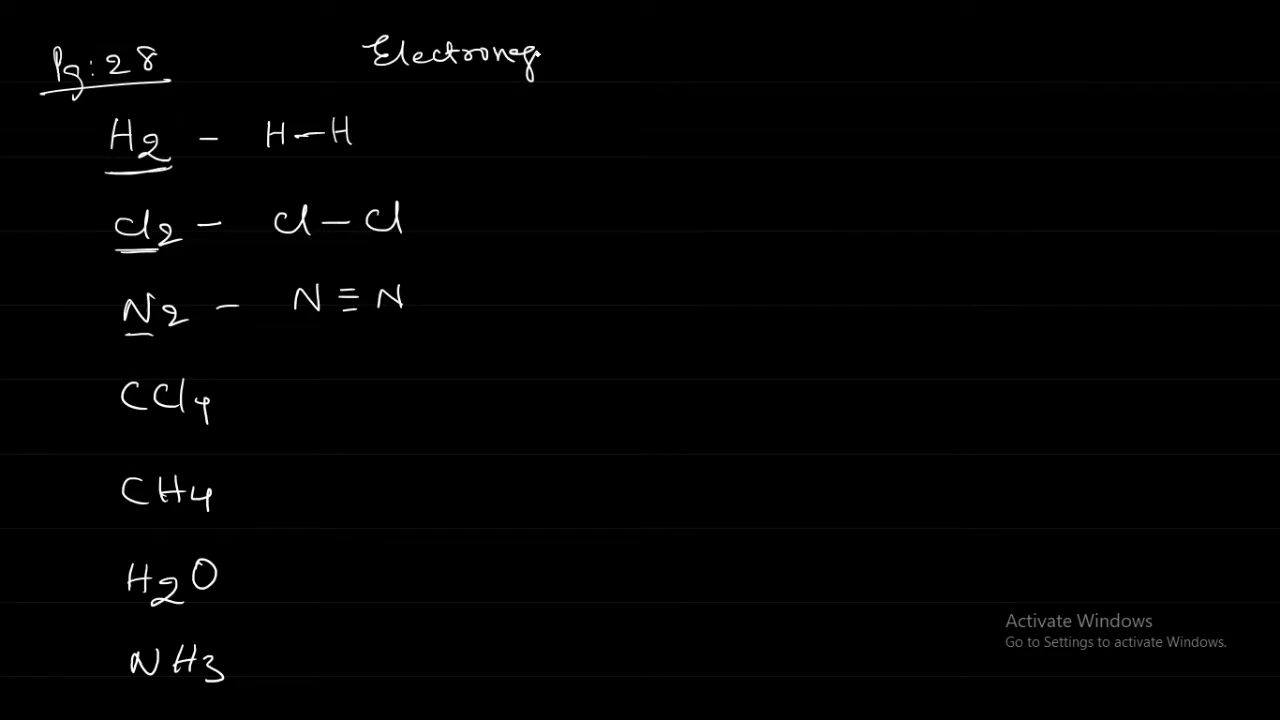 Pg: 28 Electroneg
H2 - H-H
Cl2 - Cl-Cl
N2 - N≡N
CCl4
CH4
H2O
NH3
Activate Windows
Go to Settings to activate Windows.